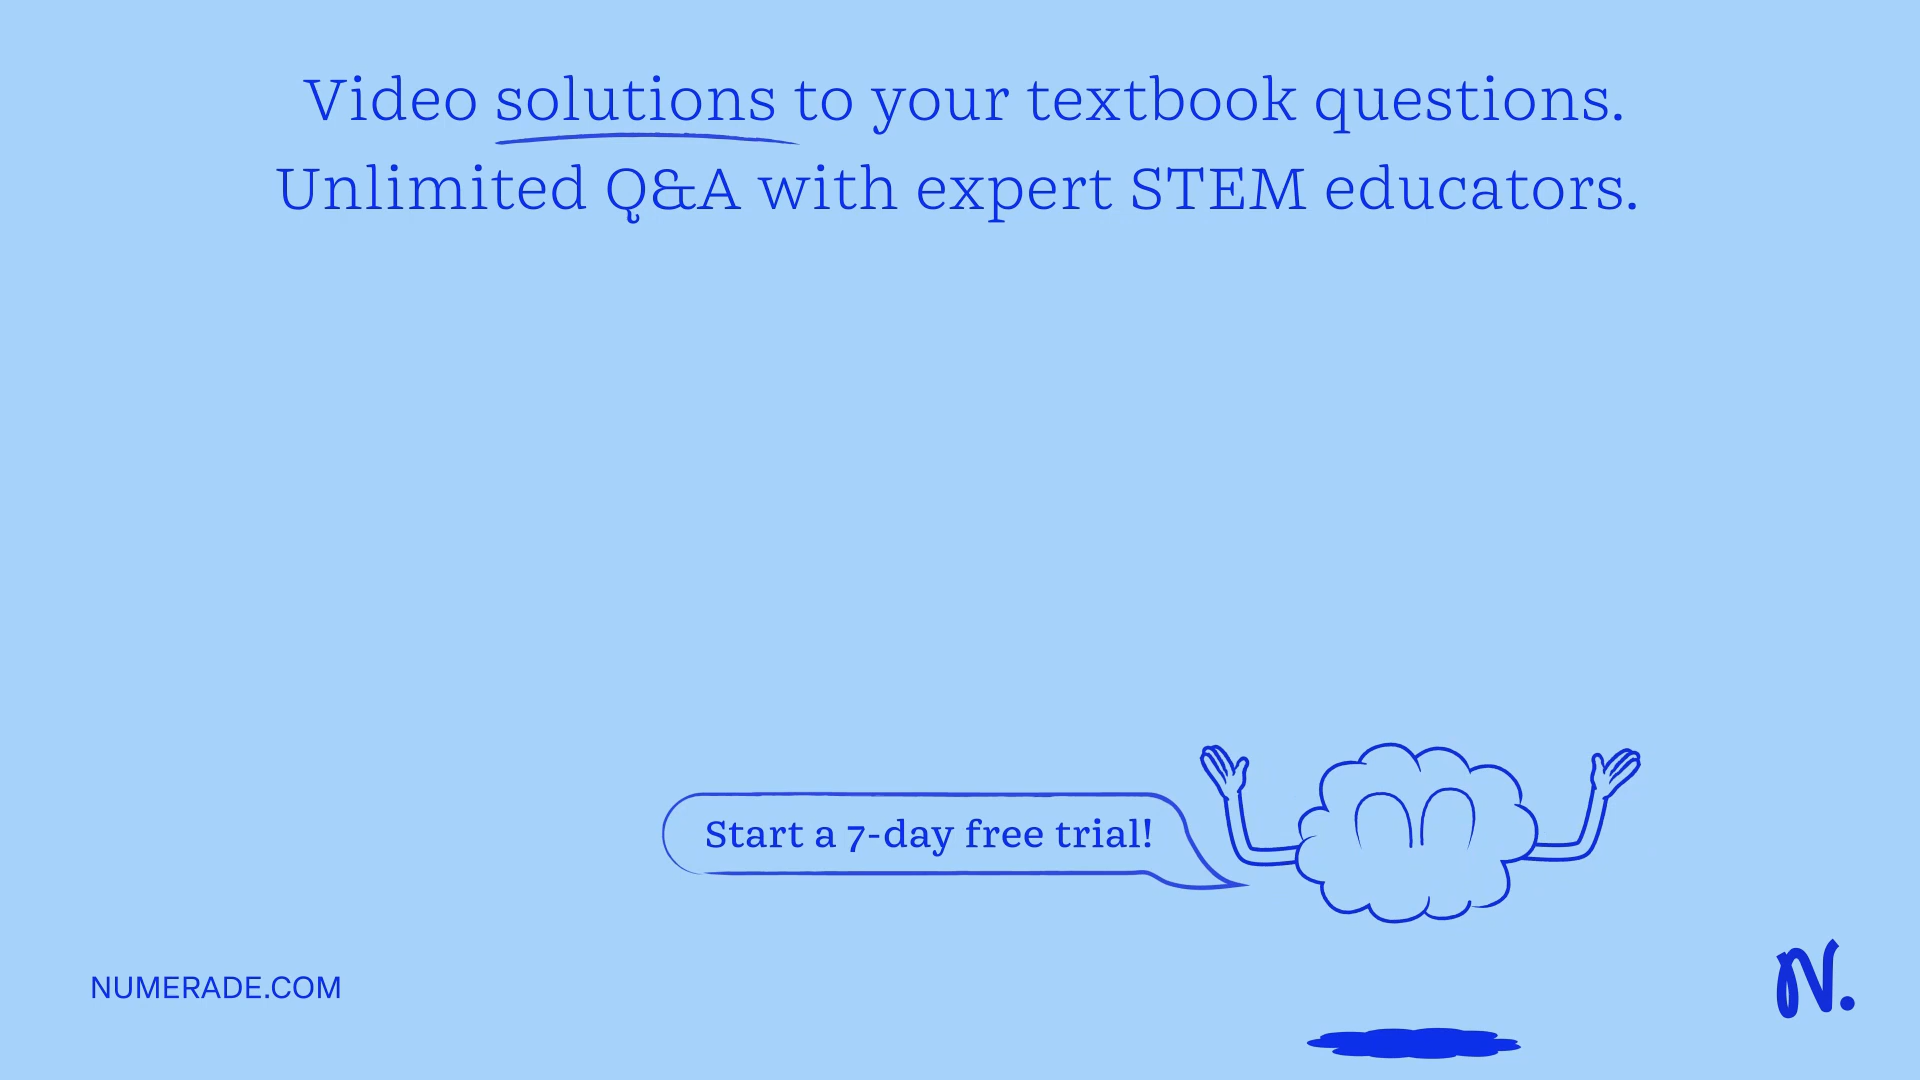 Video solutions to your textbook questions.
Unlimited Q&A with expert STEM educators.
Start a 7-day free trial!
NUMERADE.COM
N.